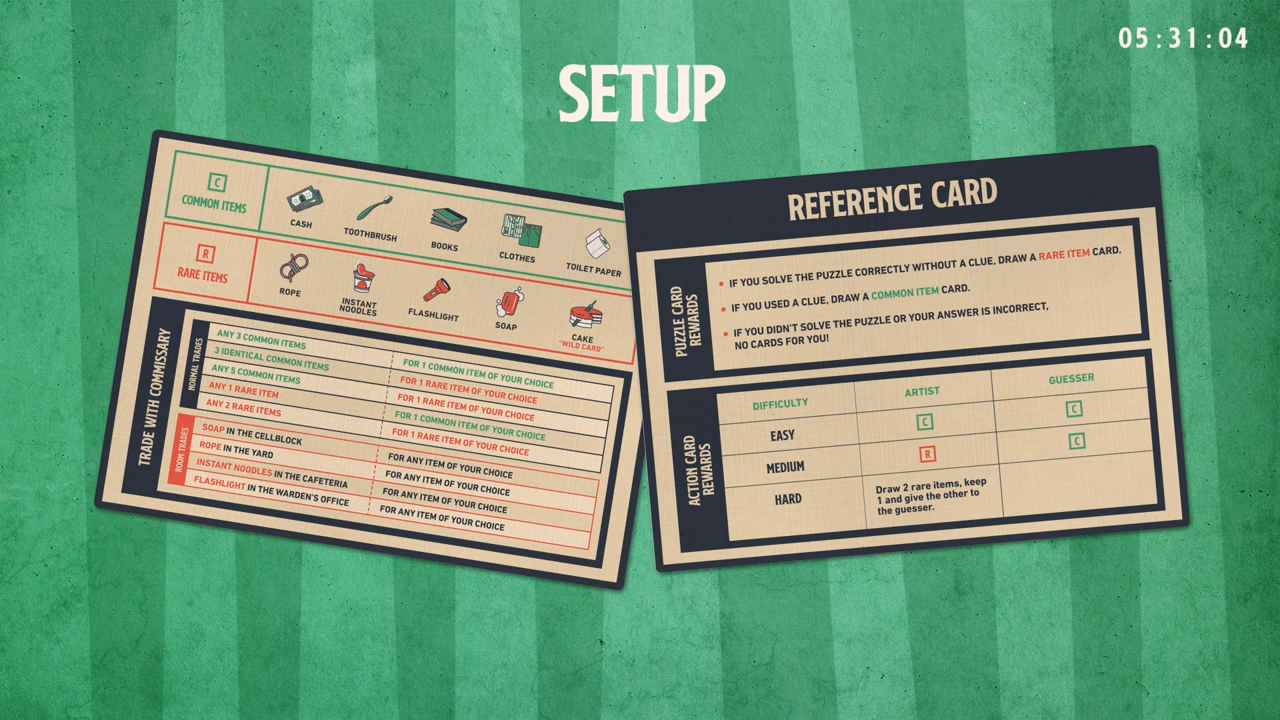 05:31:04
SETUP
C
COMMON ITEMS
CASH
TOOTHBRUSH
BOOKS
CLOTHES
TOILET PAPER
R
RARE ITEMS
ROPE
INSTANT
NOODLES
FLASHLIGHT
SOAP
CAKE
"WILD CARD"
TRADE WITH COMMISSARY
NORMAL TRADES
ANY 3 COMMON ITEMS FOR 1 COMMON ITEM OF YOUR CHOICE
3 IDENTICAL COMMON ITEMS FOR 1 RARE ITEM OF YOUR CHOICE
ANY 5 COMMON ITEMS FOR 1 RARE ITEM OF YOUR CHOICE
ANY 1 RARE ITEM FOR 1 COMMON ITEM OF YOUR CHOICE
ANY 2 RARE ITEMS FOR 1 RARE ITEM OF YOUR CHOICE
ROOM TRADES
SOAP IN THE CELLBLOCK FOR ANY ITEM OF YOUR CHOICE
ROPE IN THE YARD FOR ANY ITEM OF YOUR CHOICE
INSTANT NOODLES IN THE CAFETERIA FOR ANY ITEM OF YOUR CHOICE
FLASHLIGHT IN THE WARDEN'S OFFICE FOR ANY ITEM OF YOUR CHOICE
REFERENCE CARD
PUZZLE CARD
REWARDS
• IF YOU SOLVE THE PUZZLE CORRECTLY WITHOUT A CLUE, DRAW A RARE ITEM CARD.
• IF YOU USED A CLUE, DRAW A COMMON ITEM CARD.
• IF YOU DIDN'T SOLVE THE PUZZLE OR YOUR ANSWER IS INCORRECT,
NO CARDS FOR YOU!
ACTION CARD
REWARDS
DIFFICULTY ARTIST GUESSER
EASY C C
MEDIUM R C
HARD Draw 2 rare items, keep
1 and give the other to
the guesser.